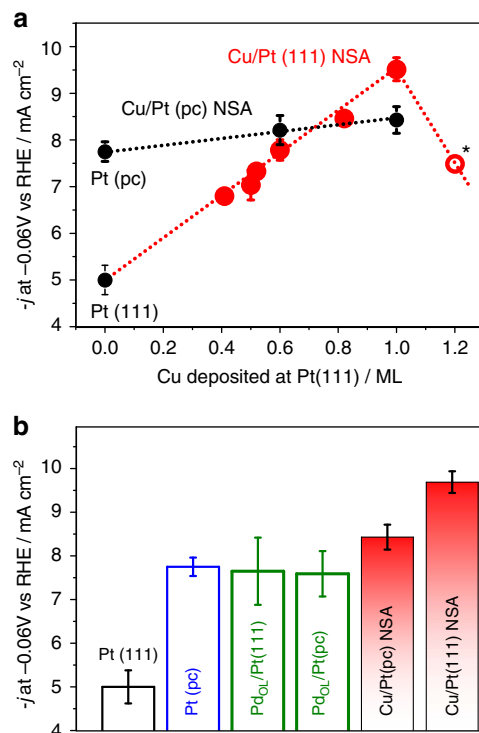 a
Cu/Pt (111) NSA
Cu/Pt (pc) NSA
Pt (pc)
Pt (111)
*
10
9
8
7
6
5
4
-j at –0.06V vs RHE / mA cm⁻²
0.0 0.2 0.4 0.6 0.8 1.0 1.2
Cu deposited at Pt(111) / ML
b
10
9
8
7
6
5
4
-j at –0.06V vs RHE / mA cm⁻²
Pt (111)
Pt (pc)
Pd_OL/Pt(111)
Pd_OL/Pt(pc)
Cu/Pt(pc) NSA
Cu/Pt(111) NSA